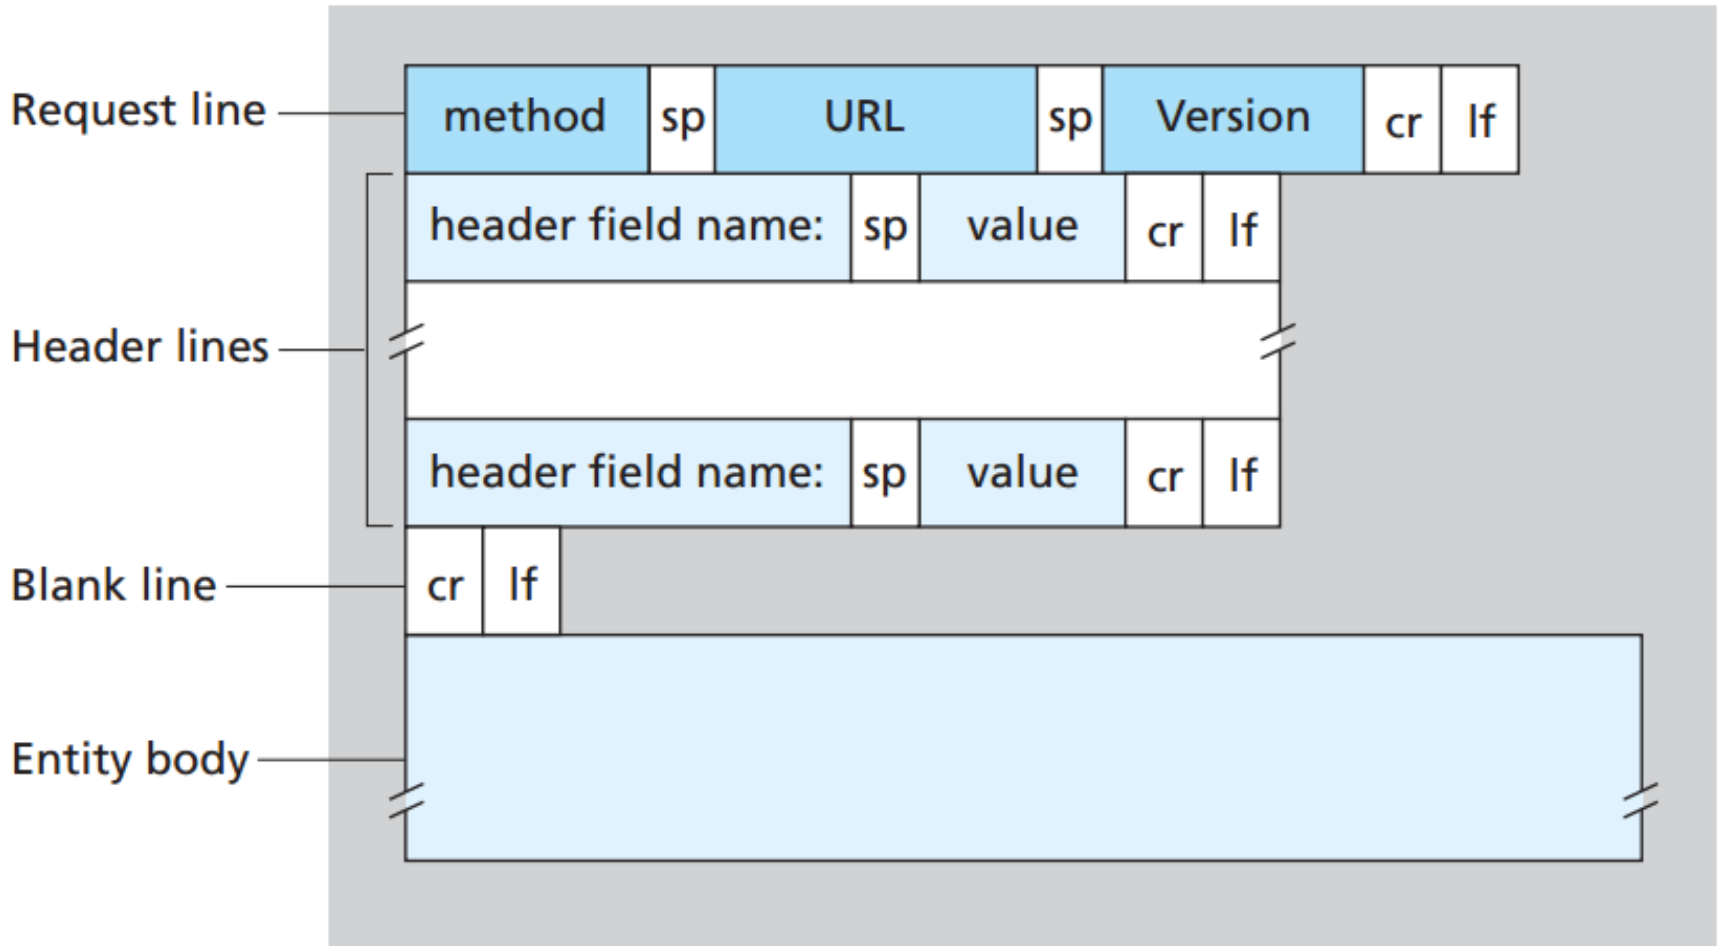 Request line
method sp URL sp Version cr lf
header field name: sp value cr lf
Header lines
header field name: sp value cr lf
Blank line
cr lf
Entity body